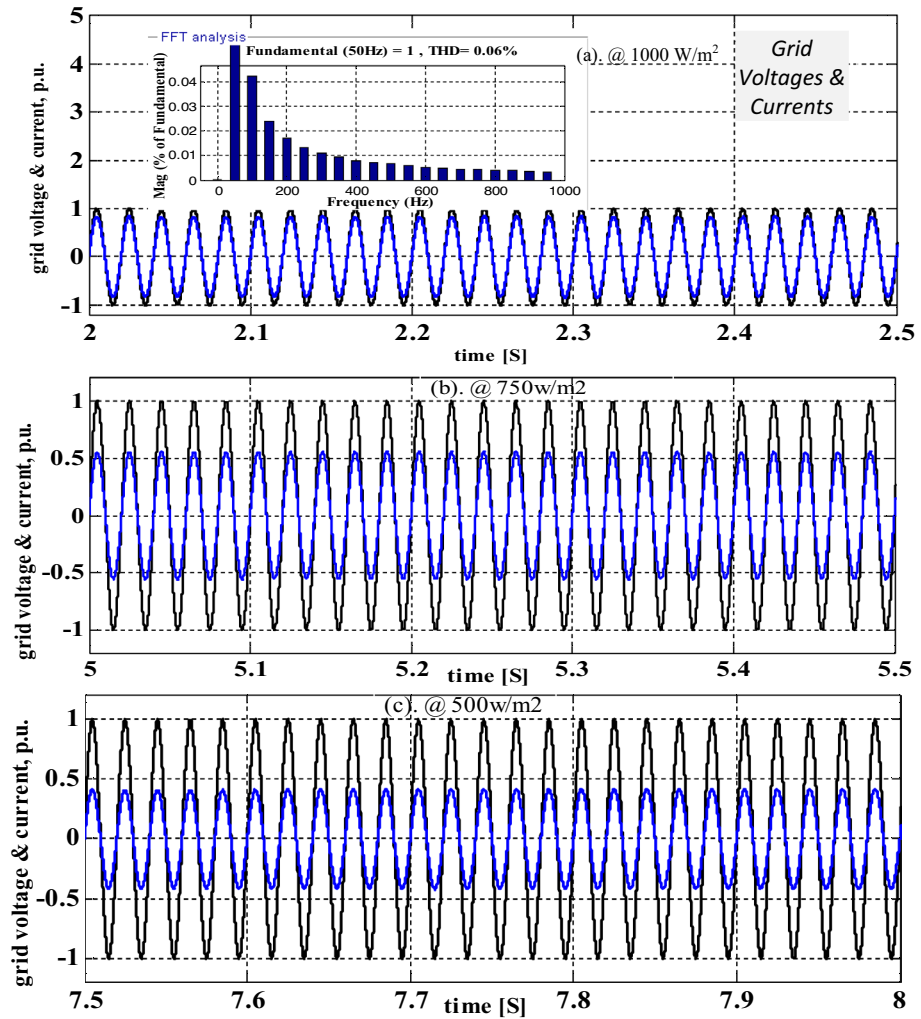 5
4
3
2
1
0
-1
grid voltage & current, p.u.
FFT analysis
Fundamental (50Hz) = 1 , THD= 0.06%
0.04
0.03
0.02
0.01
0
Mag (% of Fundamental)
0 200 400 600 800 1000
Frequency (Hz)
(a). @ 1000 W/m²
Grid
Voltages &
Currents
2 2.1 2.2 2.3 2.4 2.5
time [S]
(b). @ 750w/m2
1
0.5
0
-0.5
-1
grid voltage & current, p.u.
5 5.1 5.2 5.3 5.4 5.5
time [S]
(c). @ 500w/m2
1
0.5
0
-0.5
-1
grid voltage & current, p.u.
7.5 7.6 7.7 7.8 7.9 8
time [S]